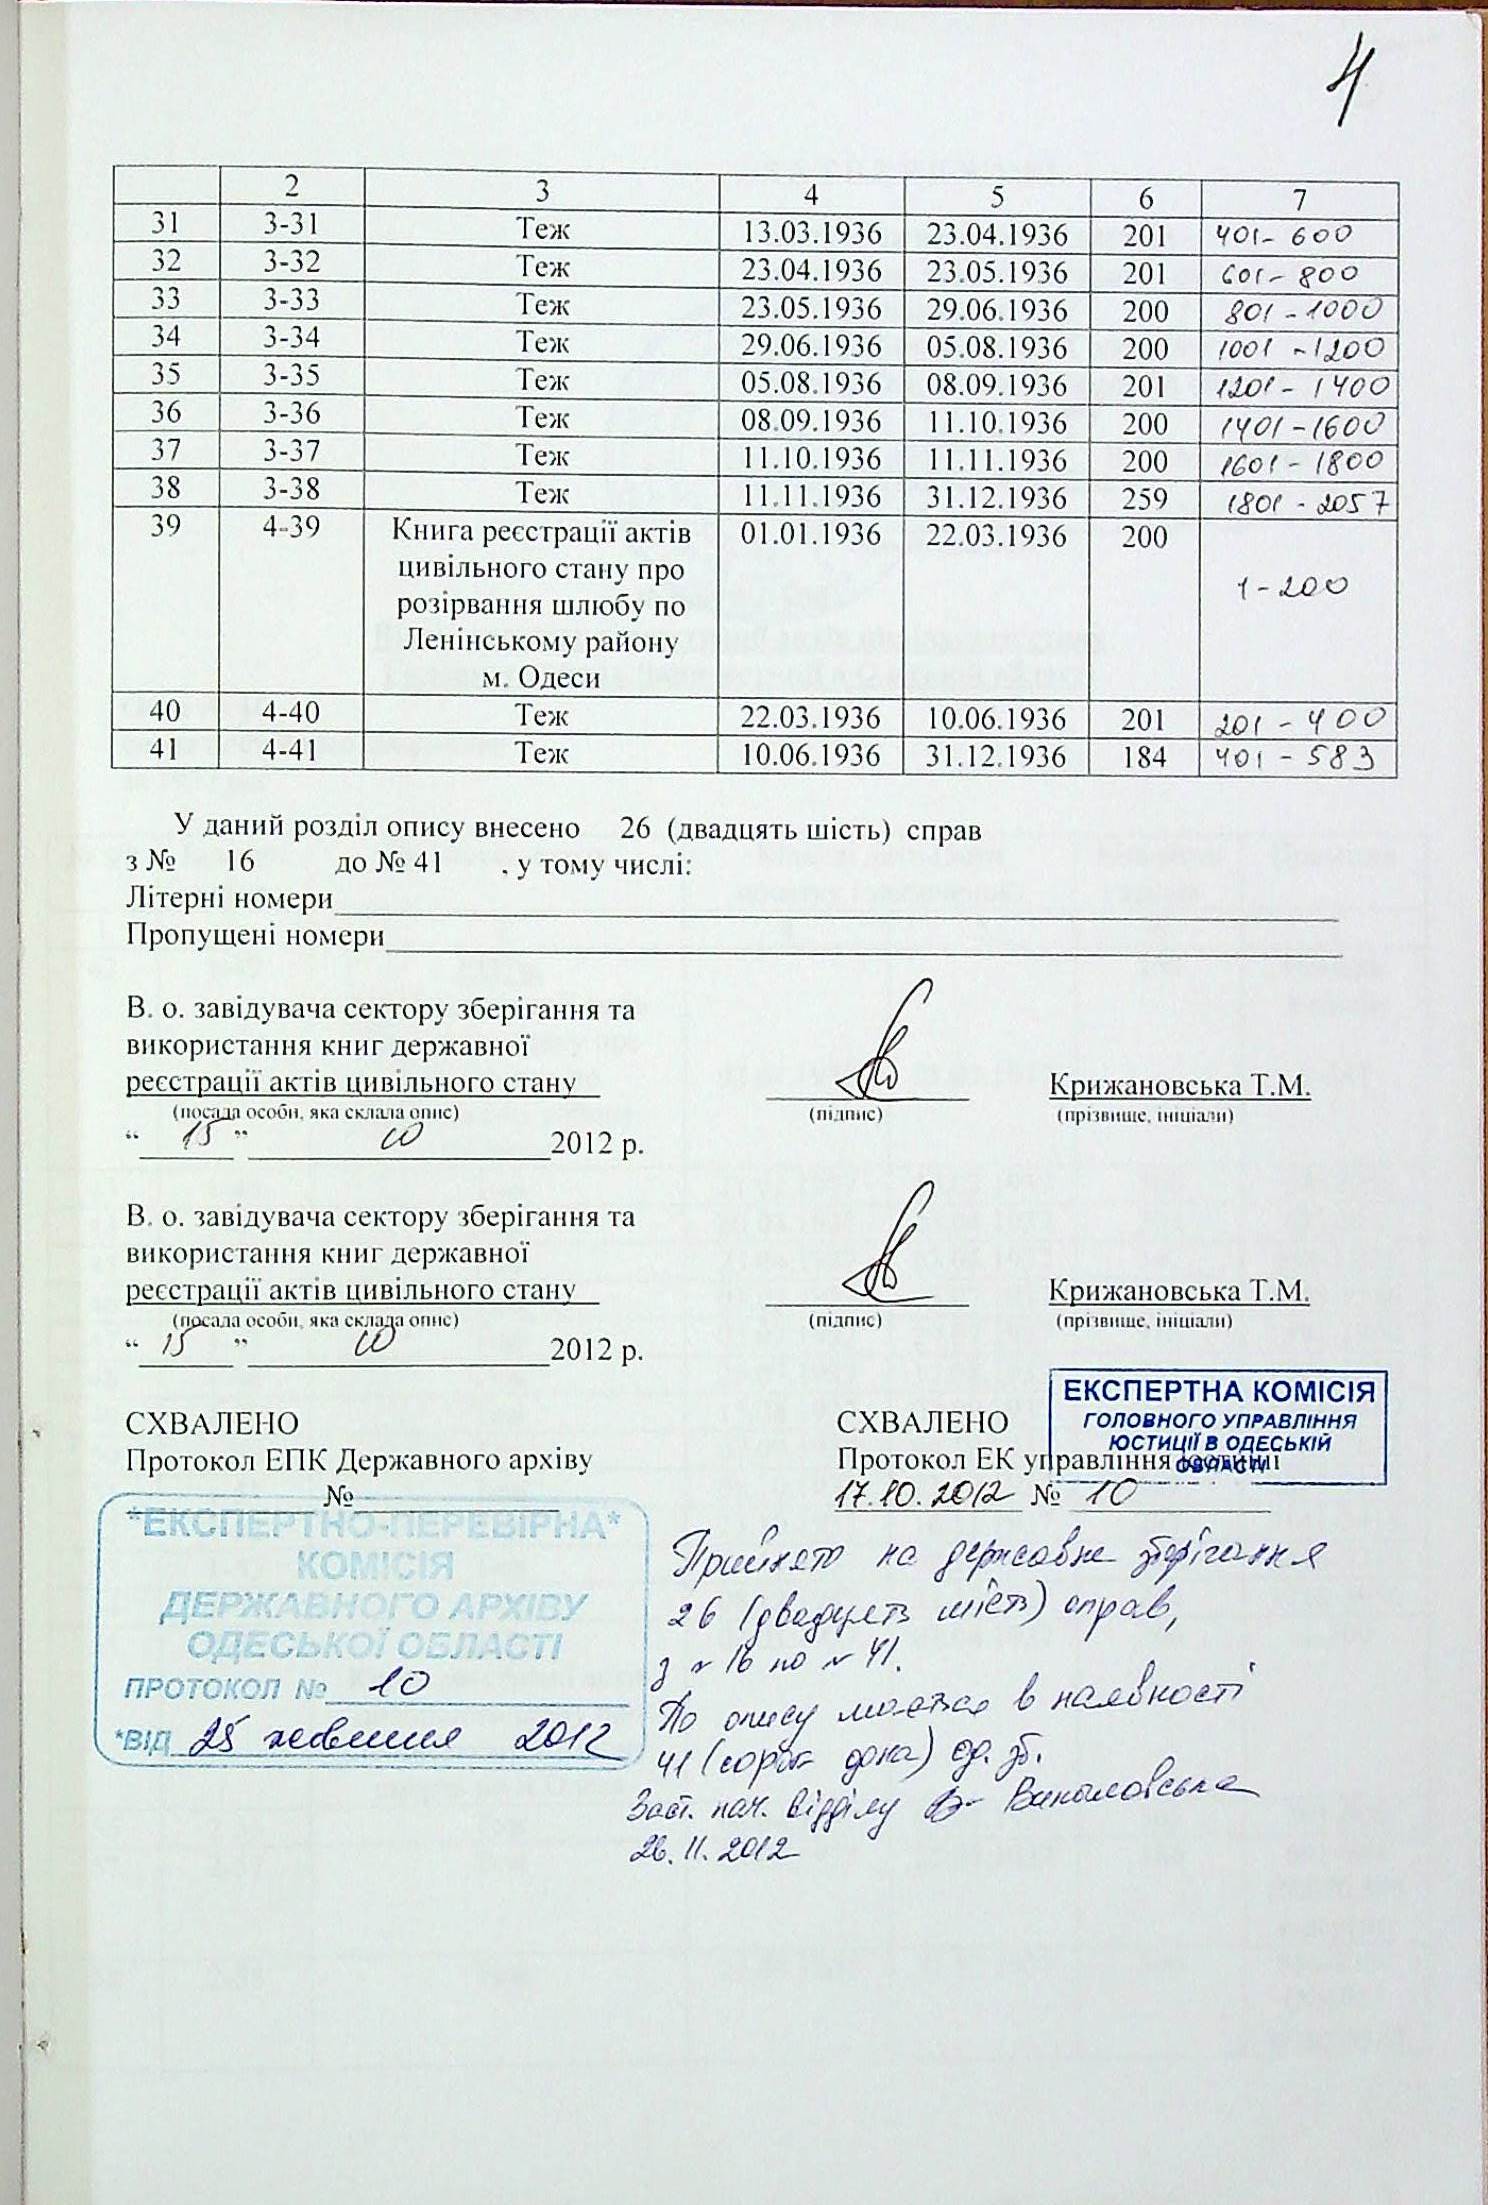 4
2 3 4 5 6 7
31 3-31 Теж 13.03.1936 23.04.1936 201 401- 600
32 3-32 Теж 23.04.1936 23.05.1936 201 601- 800
33 3-33 Теж 23.05.1936 29.06.1936 200 801 - 1000
34 3-34 Теж 29.06.1936 05.08.1936 200 1001 - 1200
35 3-35 Теж 05.08.1936 08.09.1936 201 1201- 1400
36 3-36 Теж 08.09.1936 11.10.1936 200 1401 - 1600
37 3-37 Теж 11.10.1936 11.11.1936 200 1601 - 1800
38 3-38 Теж 11.11.1936 31.12.1936 259 1801 - 2057
39 4-39 Книга реєстрації актів 01.01.1936 22.03.1936 200
цивільного стану про
розірвання шлюбу по 1 - 200
Ленінському району
м. Одеси
40 4-40 Теж 22.03.1936 10.06.1936 201 201 - 400
41 4-41 Теж 10.06.1936 31.12.1936 184 401 - 583
У даний розділ опису внесено 26 (двадцять шість) справ
з № 16 до № 41 , у тому числі:
Літерні номери
Пропущені номери
В. о. завідувача сектору зберігання та
використання книг державної
реєстрації актів цивільного стану Крижановська Т.М.
(посада особи, яка склала опис) (підпис) (прізвище, ініціали)
“ 15 ” 10 2012 р.
В. о. завідувача сектору зберігання та
використання книг державної
реєстрації актів цивільного стану Крижановська Т.М.
(посада особи, яка склала опис) (підпис) (прізвище, ініціали)
“ 15 ” 10 2012 р.
ЕКСПЕРТНА КОМІСІЯ
ГОЛОВНОГО УПРАВЛІННЯ
ЮСТИЦІЇ В ОДЕСЬКІЙ
ОБЛАСТІ
СХВАЛЕНО СХВАЛЕНО
Протокол ЕПК Державного архіву Протокол ЕК управління юстиції
№ 17.10.2012 № 10
*ЕКСПЕРТНО-ПЕРЕВІРНА*
КОМІСІЯ
ДЕРЖАВНОГО АРХІВУ
ОДЕСЬКОЇ ОБЛАСТІ
ПРОТОКОЛ № 10
*ВІД 25 жовтня 2012
Прийнято на державне зберігання
26 (двадцять шість) справ,
з № 16 по № 41.
По опису мається в наявності
41 (сорок одна) од. зб.
Заст. нач. відділу
26.11.2012